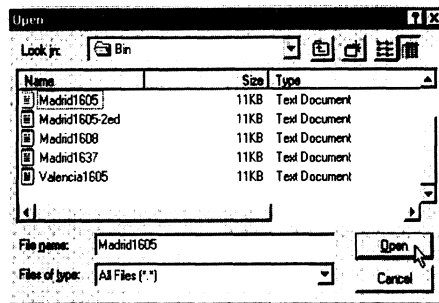 Open
Look in: Bin
Name Size Type
Madrid1605 11KB Text Document
Madrid1605-2ed 11KB Text Document
Madrid1608 11KB Text Document
Madrid1637 11KB Text Document
Valencia1605 11KB Text Document
File name: Madrid1605 Open
Files of type: All Files (*.*) Cancel